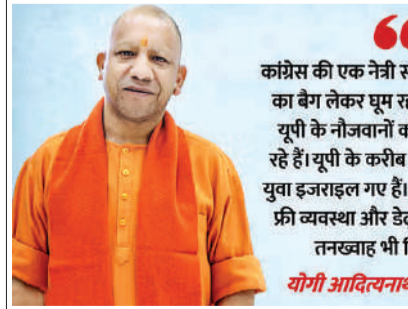 कांग्रेस की एक नेत्री
का बैग लेकर घूम
यूपी के नौजवानों
रहे हैं। यूपी के करीब
युवा इजराइल गए हैं।
फ्री व्यवस्था और
तनख्वाह भी
योगी आदित्यनाथ